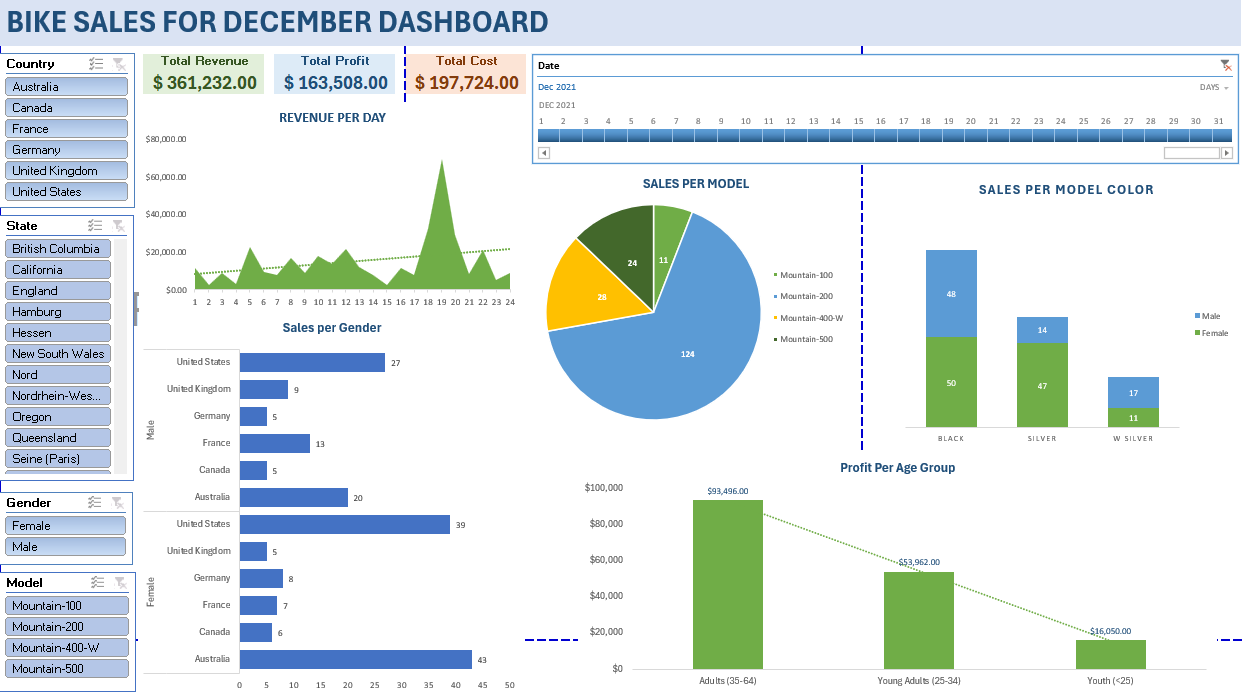 BIKE SALES FOR DECEMBER DASHBOARD
Country
Australia
Canada
France
Germany
United Kingdom
United States
State
British Columbia
California
England
Hamburg
Hessen
New South Wales
Nord
Nordrhein-Wes...
Oregon
Queensland
Seine (Paris)
Gender
Female
Male
Model
Mountain-100
Mountain-200
Mountain-400-W
Mountain-500
Total Revenue
$ 361,232.00
Total Profit
$ 163,508.00
Total Cost
$ 197,724.00
Date
Dec 2021
DAYS
DEC 2021
1 2 3 4 5 6 7 8 9 10 11 12 13 14 15 16 17 18 19 20 21 22 23 24 25 26 27 28 29 30 31
REVENUE PER DAY
$80,000.00
$60,000.00
$40,000.00
$20,000.00
$0.00
1 2 3 4 5 6 7 8 9 10 11 12 13 14 15 16 17 18 19 20 21 22 23 24
Sales per Gender
Male
United States 27
United Kingdom 9
Germany 5
France 13
Canada 5
Australia 20
Female
United States 39
United Kingdom 5
Germany 8
France 7
Canada 6
Australia 43
0 5 10 15 20 25 30 35 40 45 50
SALES PER MODEL
11
24
28
124
Mountain-100
Mountain-200
Mountain-400-W
Mountain-500
SALES PER MODEL COLOR
48
14
50
47
17
11
BLACK SILVER W SILVER
Male
Female
Profit Per Age Group
$100,000
$80,000
$60,000
$40,000
$20,000
$0
$93,496.00
$53,962.00
$16,050.00
Adults (35-64) Young Adults (25-34) Youth (<25)